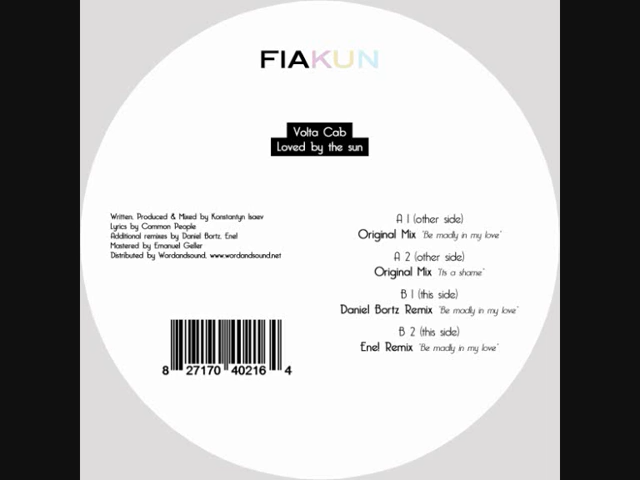 FIAKUN
Volta Cab
Loved by the sun
Written, Produced & Mixed by Konstantyn Isaev
Lyrics by Common People
Additional remixes by Daniel Bortz, Enel
Mastered by Emanuel Geller
Distributed by Wordandsound, www.wordandsound.net
A 1 (other side)
Original Mix "Be madly in my love"
A 2 (other side)
Original Mix "Its a shame"
B 1 (this side)
Daniel Bortz Remix "Be madly in my love"
B 2 (this side)
Enel Remix "Be madly in my love"
8 27170 40216 4